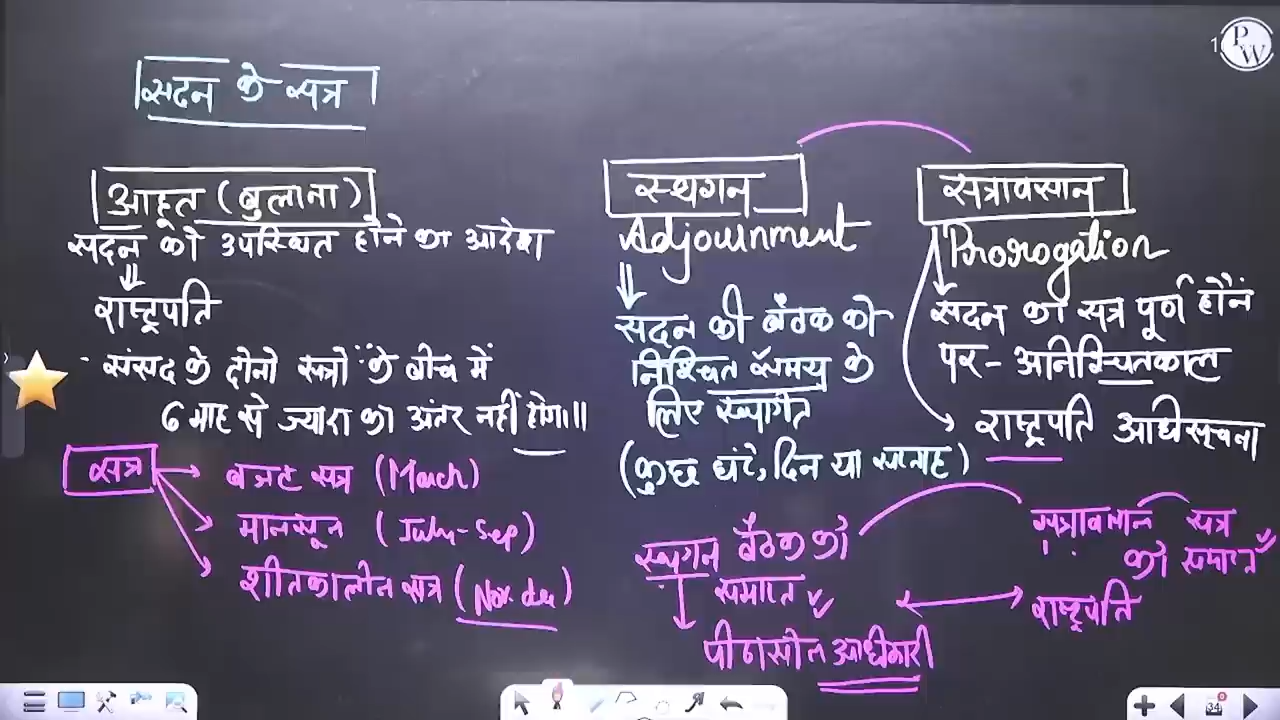 सदन के सत्र
आहूत (बुलाना)
सदन को उपस्थित होने का आदेश
राष्ट्रपति
- संसद के दोनो सत्रों के बीच में
6 माह से ज्यादा का अंतर नहीं होगा॥
सत्र
बजट सत्र (March)
मानसून (July-Sep)
शीतकालीन सत्र (Nov-dec)
स्थगन
Adjournment
सदन की बैठक को
निश्चित समय के
लिए स्थगित
(कुछ घंटे, दिन या सप्ताह)
स्थगन बैठक को
समाप्त
पीठासीन अधिकारी
सत्रावसान
Prorogation
सदन का सत्र पूर्ण होने
पर - अनिश्चितकाल
राष्ट्रपति अधिसूचना
सत्रावसान सत्र
को समाप्त
राष्ट्रपति
PW
34